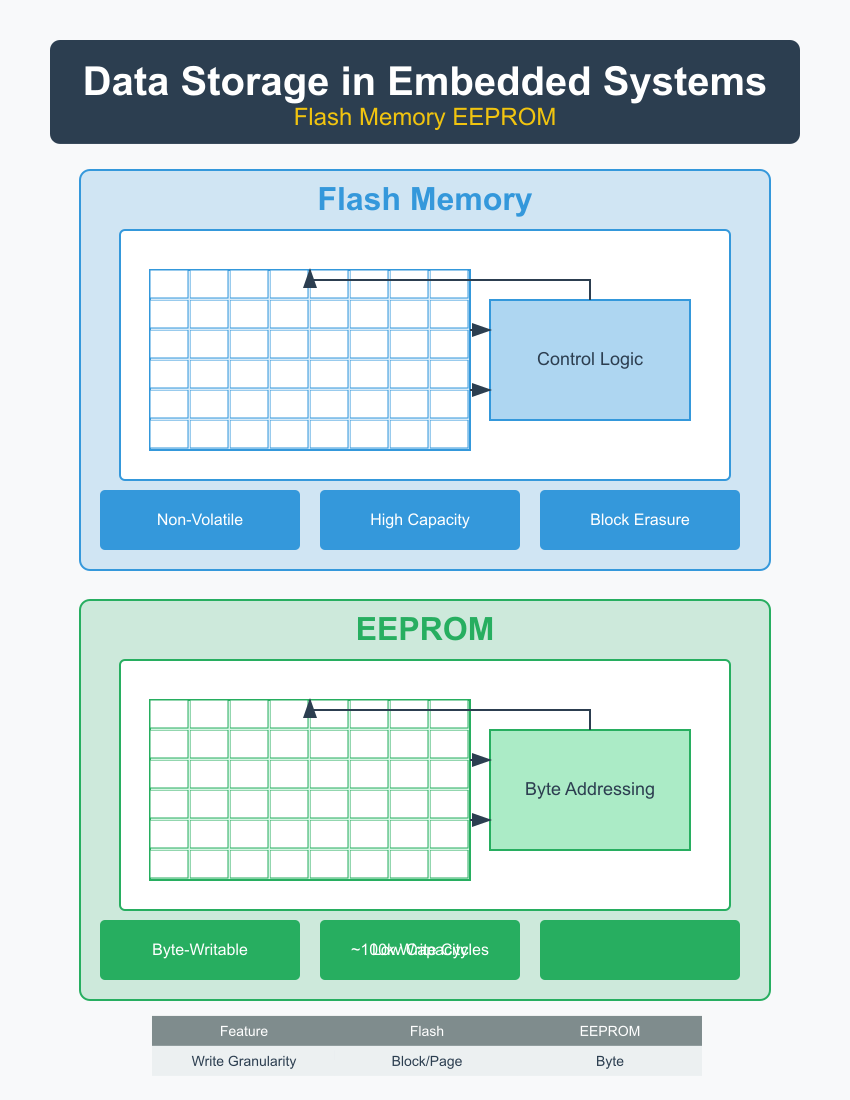 Data Storage in Embedded Systems
Flash Memory EEPROM
Flash Memory
Control Logic
Non-Volatile
High Capacity
Block Erasure
EEPROM
Byte Addressing
Byte-Writable
~100k Write Cycles
Low Capacity
Feature
Flash
EEPROM
Write Granularity
Block/Page
Byte